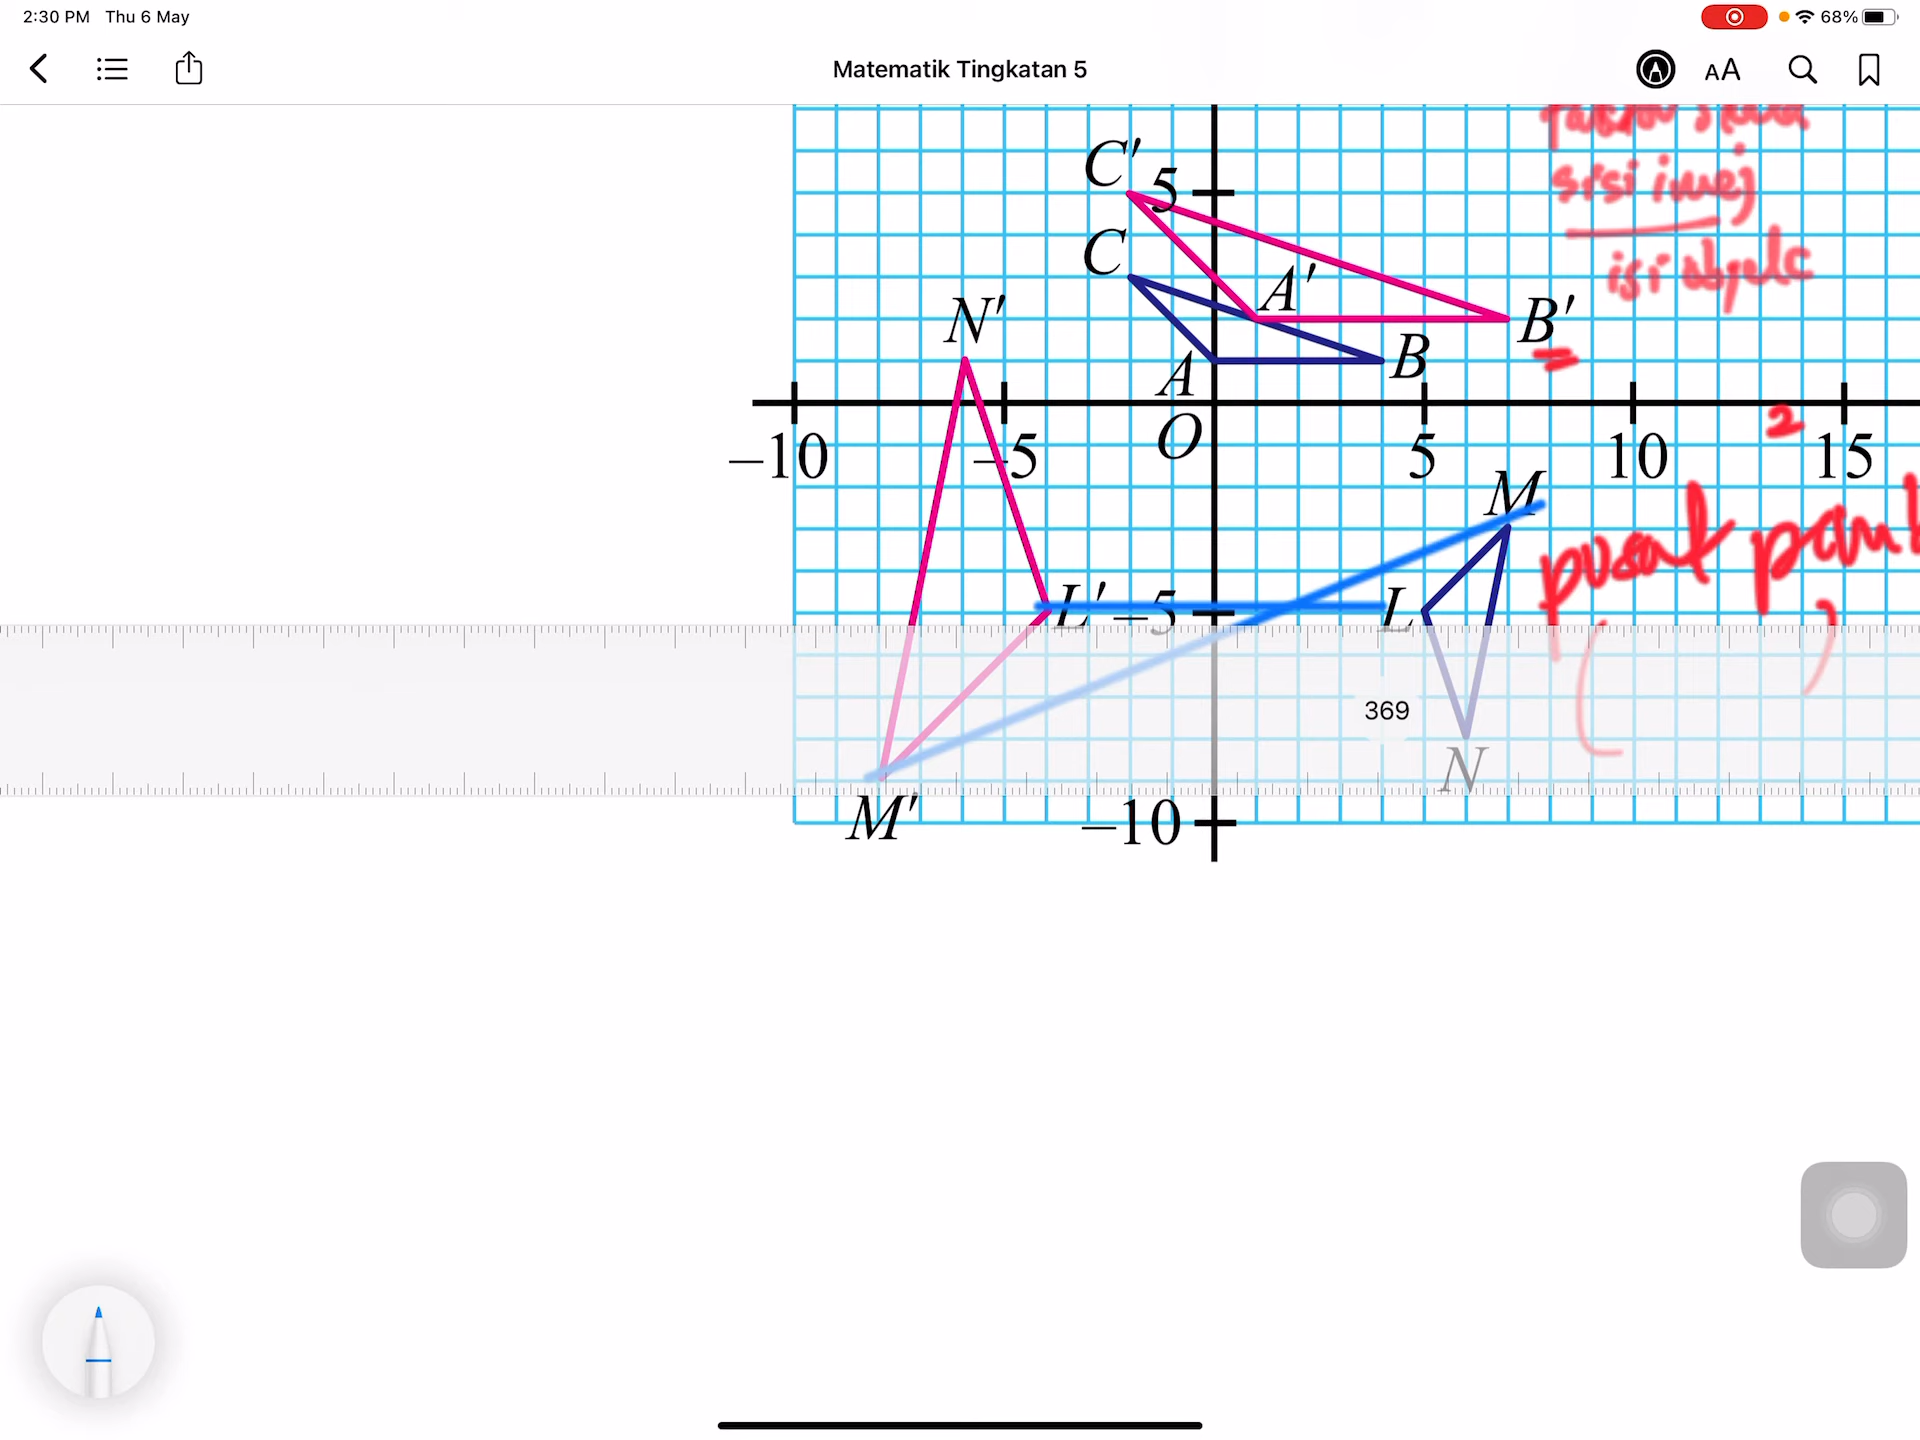 2:30 PM Thu 6 May
68%
Matematik Tingkatan 5
AA
sisi imej
isi objek
C'
5
C
A'
N'
B'
B
A
O
-10
-5
5
10
15
2
M
pusat
L'
-5
L
( , )
369
N
M'
-10